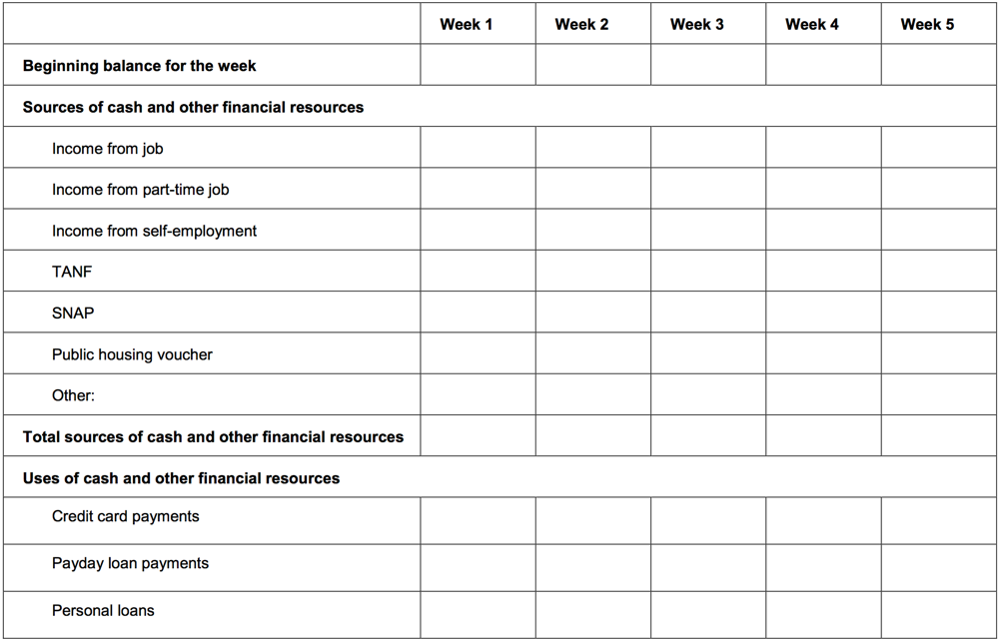 Week 1 Week 2 Week 3 Week 4 Week 5
Beginning balance for the week
Sources of cash and other financial resources
Income from job
Income from part-time job
Income from self-employment
TANF
SNAP
Public housing voucher
Other:
Total sources of cash and other financial resources
Uses of cash and other financial resources
Credit card payments
Payday loan payments
Personal loans